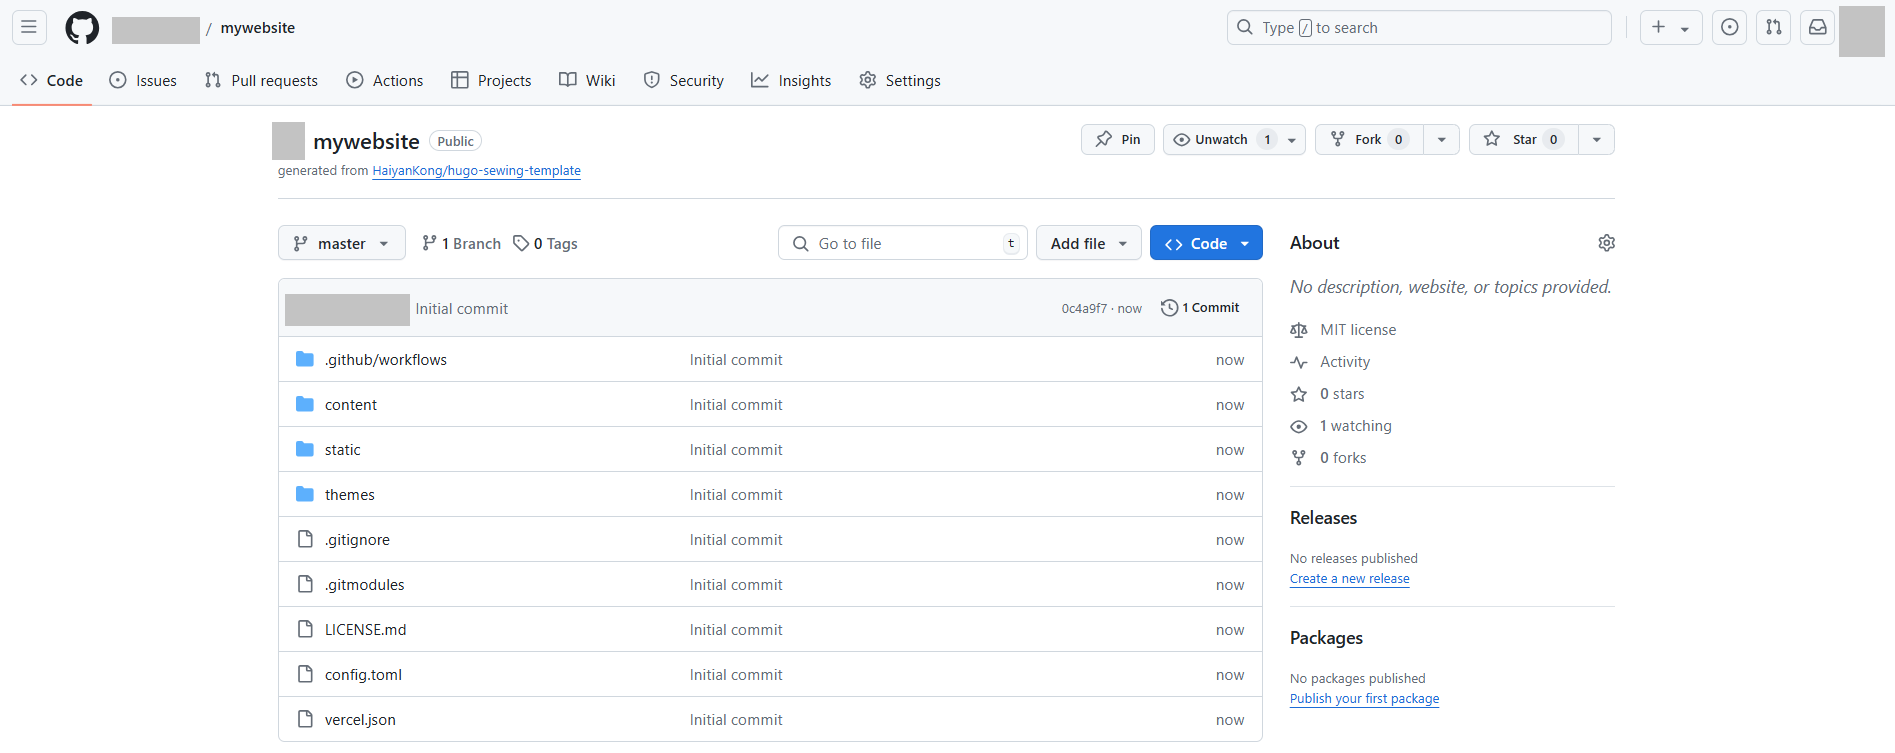 / mywebsite
Type / to search
Code Issues Pull requests Actions Projects Wiki Security Insights Settings
mywebsite Public
Pin Unwatch 1 Fork 0 Star 0
generated from HaiyanKong/hugo-sewing-template
master 1 Branch 0 Tags Go to file t Add file Code
Initial commit 0c4a9f7 · now 1 Commit
.github/workflows Initial commit now
content Initial commit now
static Initial commit now
themes Initial commit now
.gitignore Initial commit now
.gitmodules Initial commit now
LICENSE.md Initial commit now
config.toml Initial commit now
vercel.json Initial commit now
About
No description, website, or topics provided.
MIT license
Activity
0 stars
1 watching
0 forks
Releases
No releases published
Create a new release
Packages
No packages published
Publish your first package